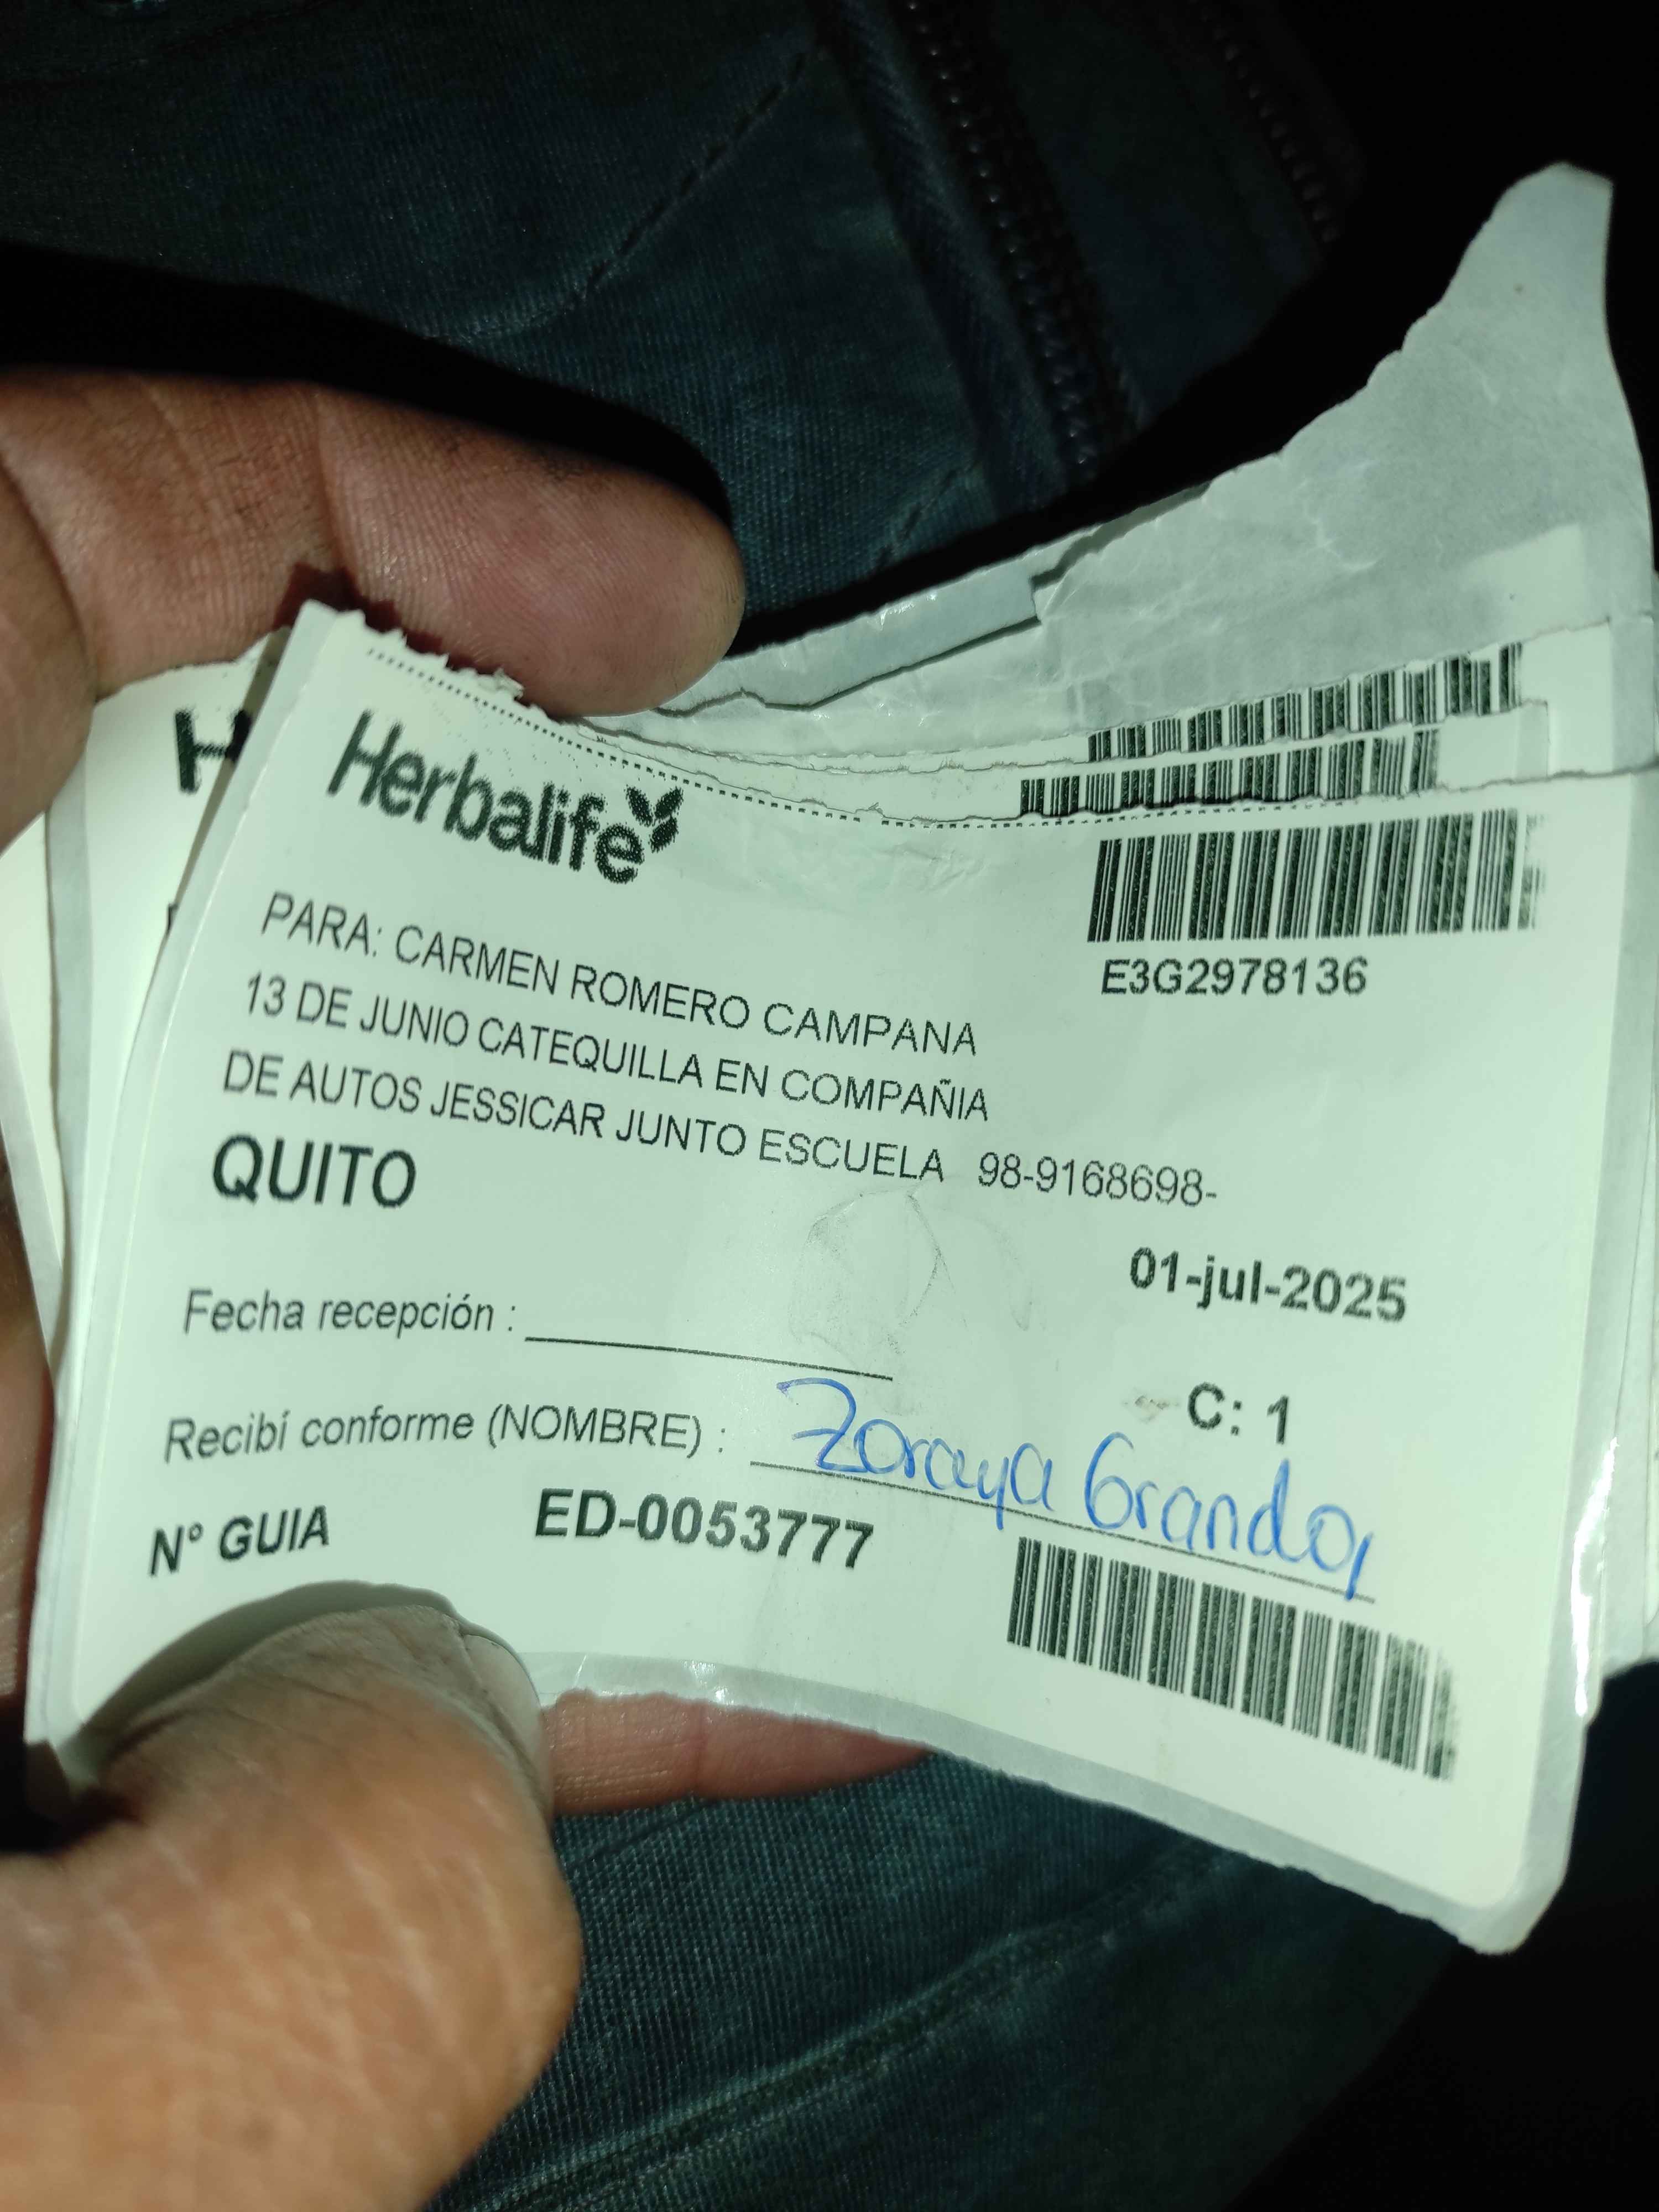 Herbalife
E3G2978136
PARA: CARMEN ROMERO CAMPANA
13 DE JUNIO CATEQUILLA EN COMPAÑIA
DE AUTOS JESSICAR JUNTO ESCUELA 98-9168698-
QUITO
01-jul-2025
Fecha recepción :
C: 1
Recibí conforme (NOMBRE) : Zoraya Granda
N° GUIA ED-0053777
H